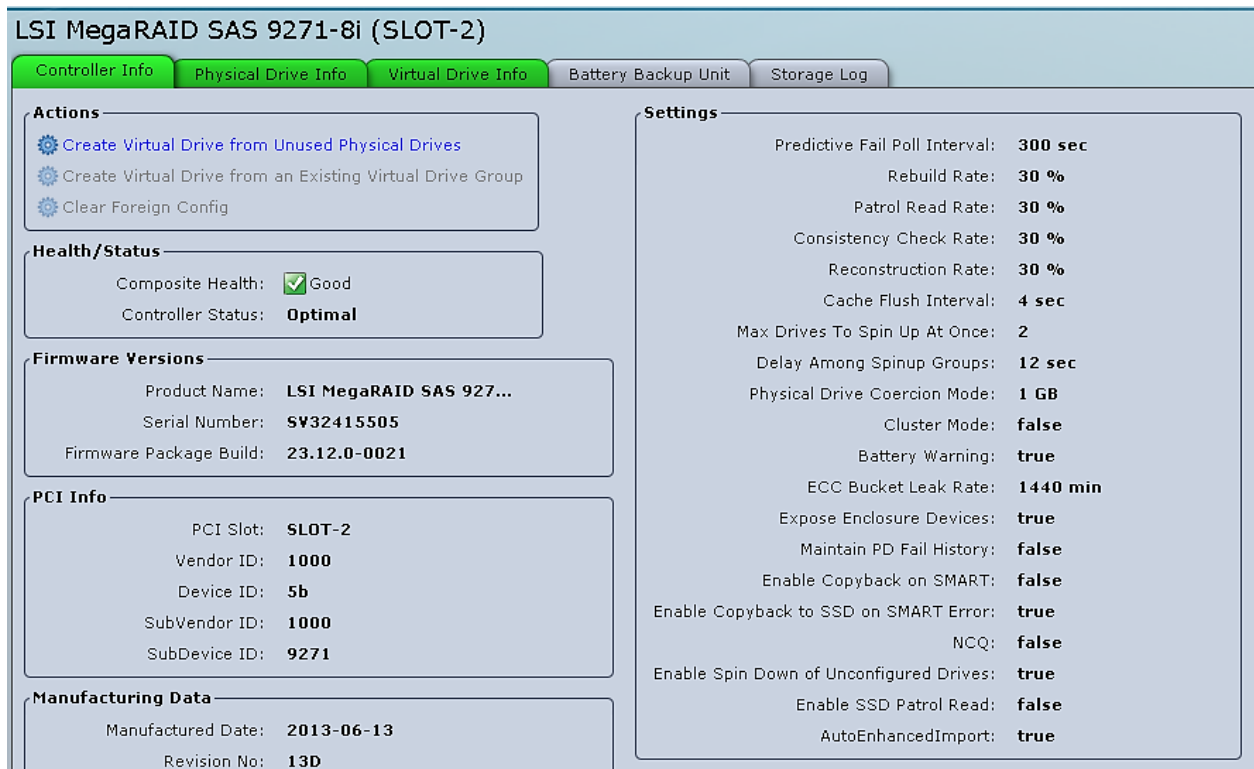 LSI MegaRAID SAS 9271-8i (SLOT-2)
Controller Info Physical Drive Info Virtual Drive Info Battery Backup Unit Storage Log
Actions
Create Virtual Drive from Unused Physical Drives
Create Virtual Drive from an Existing Virtual Drive Group
Clear Foreign Config
Health/Status
Composite Health: Good
Controller Status: Optimal
Firmware Versions
Product Name: LSI MegaRAID SAS 927...
Serial Number: SV32415505
Firmware Package Build: 23.12.0-0021
PCI Info
PCI Slot: SLOT-2
Vendor ID: 1000
Device ID: 5b
SubVendor ID: 1000
SubDevice ID: 9271
Manufacturing Data
Manufactured Date: 2013-06-13
Revision No: 13D
Settings
Predictive Fail Poll Interval: 300 sec
Rebuild Rate: 30 %
Patrol Read Rate: 30 %
Consistency Check Rate: 30 %
Reconstruction Rate: 30 %
Cache Flush Interval: 4 sec
Max Drives To Spin Up At Once: 2
Delay Among Spinup Groups: 12 sec
Physical Drive Coercion Mode: 1 GB
Cluster Mode: false
Battery Warning: true
ECC Bucket Leak Rate: 1440 min
Expose Enclosure Devices: true
Maintain PD Fail History: false
Enable Copyback on SMART: false
Enable Copyback to SSD on SMART Error: true
NCQ: false
Enable Spin Down of Unconfigured Drives: true
Enable SSD Patrol Read: false
AutoEnhancedImport: true